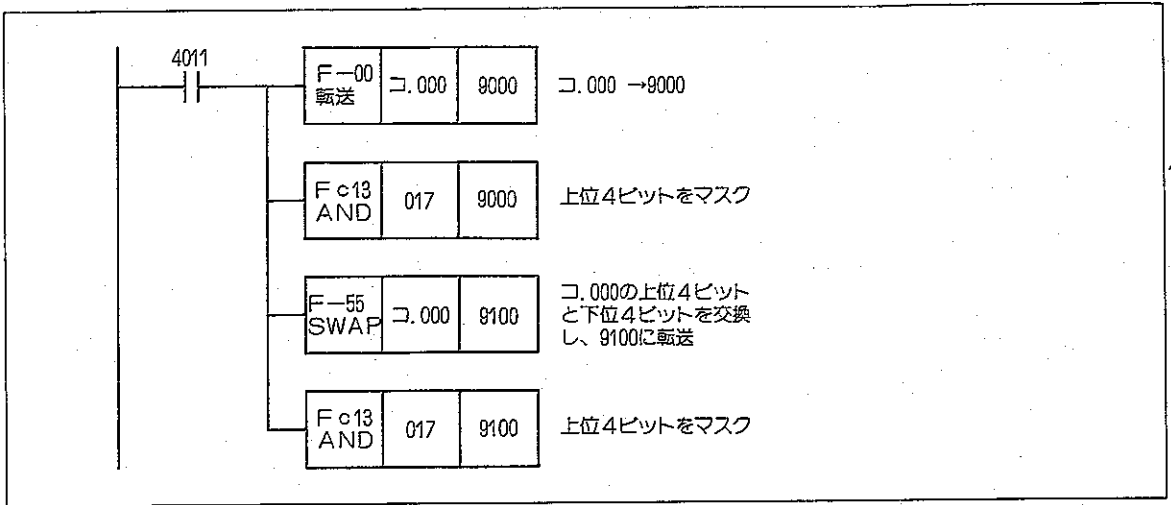 4011
F-00 転送 コ.000 9000 コ.000 →9000
Fc13 AND 017 9000 上位4ビットをマスク
F-55 SWAP コ.000 9100 コ.000の上位4ビット
と下位4ビットを交換
し、9100に転送
Fc13 AND 017 9100 上位4ビットをマスク